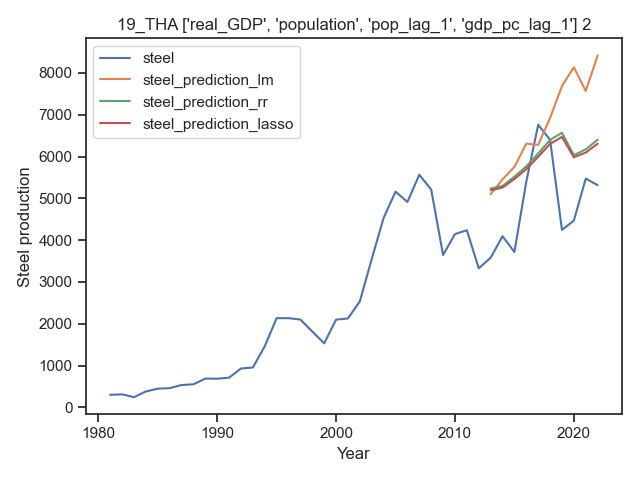 19_THA ['real_GDP', 'population', 'pop_lag_1', 'gdp_pc_lag_1'] 2
steel
steel_prediction_lm
steel_prediction_rr
steel_prediction_lasso
Steel production
8000
7000
6000
5000
4000
3000
2000
1000
0
1980
1990
2000
2010
2020
Year